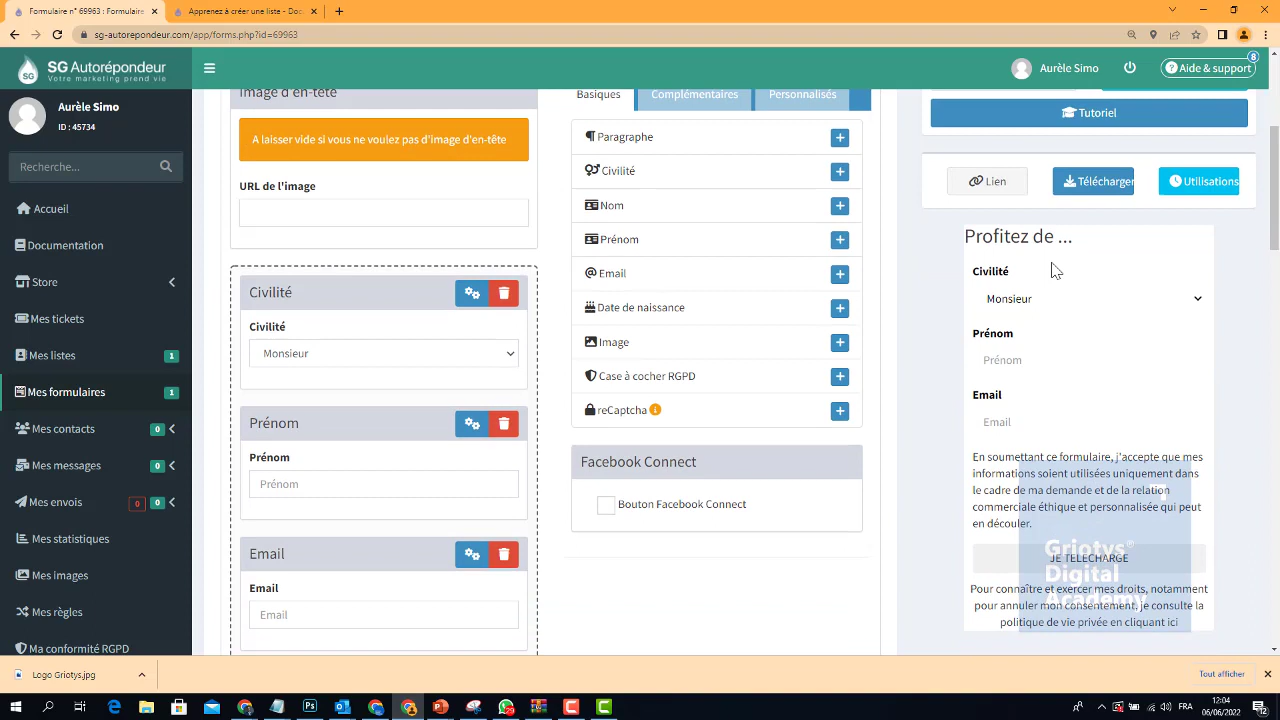 Formulaire n° 69963 : Formulaire
Apprenez à créer une liste - Doc
sg-autorepondeur.com/app/forms.php?id=69963
SG Autorépondeur
Votre marketing prend vie
SG
Aurèle Simo
Aide & support
8
Aurèle Simo
ID : 45734
Recherche...
Accueil
Documentation
Store
Mes tickets
Mes listes
1
Mes formulaires
1
Mes contacts
0
Mes messages
0
Mes envois
0
0
Mes statistiques
Mes images
Mes règles
Ma conformité RGPD
Image d'en-tête
A laisser vide si vous ne voulez pas d'image d'en-tête
URL de l'image
Civilité
Civilité
Monsieur
Prénom
Prénom
Prénom
Email
Email
Email
Basiques
Complémentaires
Personnalisés
Paragraphe
Civilité
Nom
Prénom
Email
Date de naissance
Image
Case à cocher RGPD
reCaptcha
Facebook Connect
Bouton Facebook Connect
Tutoriel
Lien
Télécharger
Utilisations
Profitez de ...
Civilité
Monsieur
Prénom
Prénom
Email
Email
En soumettant ce formulaire, j'accepte que mes
informations soient utilisées uniquement dans
le cadre de ma demande et de la relation
commerciale éthique et personnalisée qui peut
en découler.
JE TELECHARGE
Griotys®
Digital
Academy
Pour connaître et exercer mes droits, notamment
pour annuler mon consentement, je consulte la
politique de vie privée en cliquant ici
Logo Griotys.jpg
Tout afficher
FRA
12:04
06/06/2022